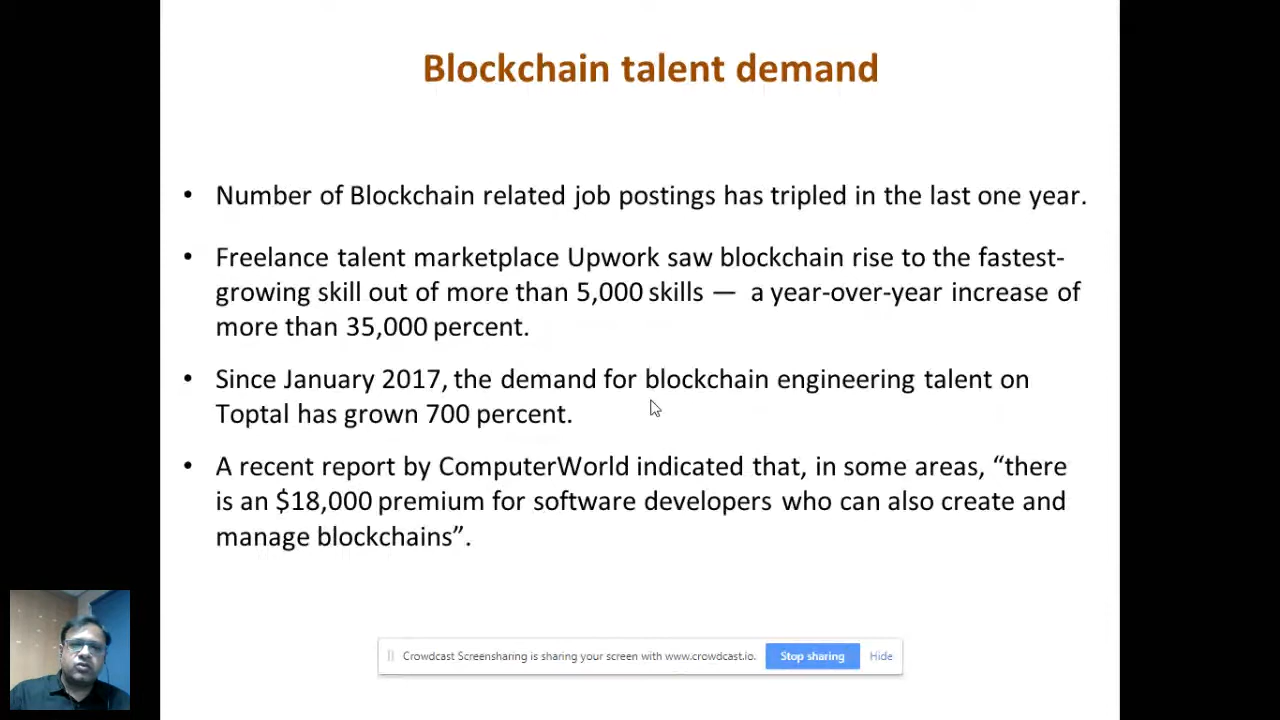 Blockchain talent demand
• Number of Blockchain related job postings has tripled in the last one year.
• Freelance talent marketplace Upwork saw blockchain rise to the fastest-
growing skill out of more than 5,000 skills — a year-over-year increase of
more than 35,000 percent.
• Since January 2017, the demand for blockchain engineering talent on
Toptal has grown 700 percent.
• A recent report by ComputerWorld indicated that, in some areas, “there
is an $18,000 premium for software developers who can also create and
manage blockchains”.
Crowdcast Screensharing is sharing your screen with www.crowdcast.io. Stop sharing Hide